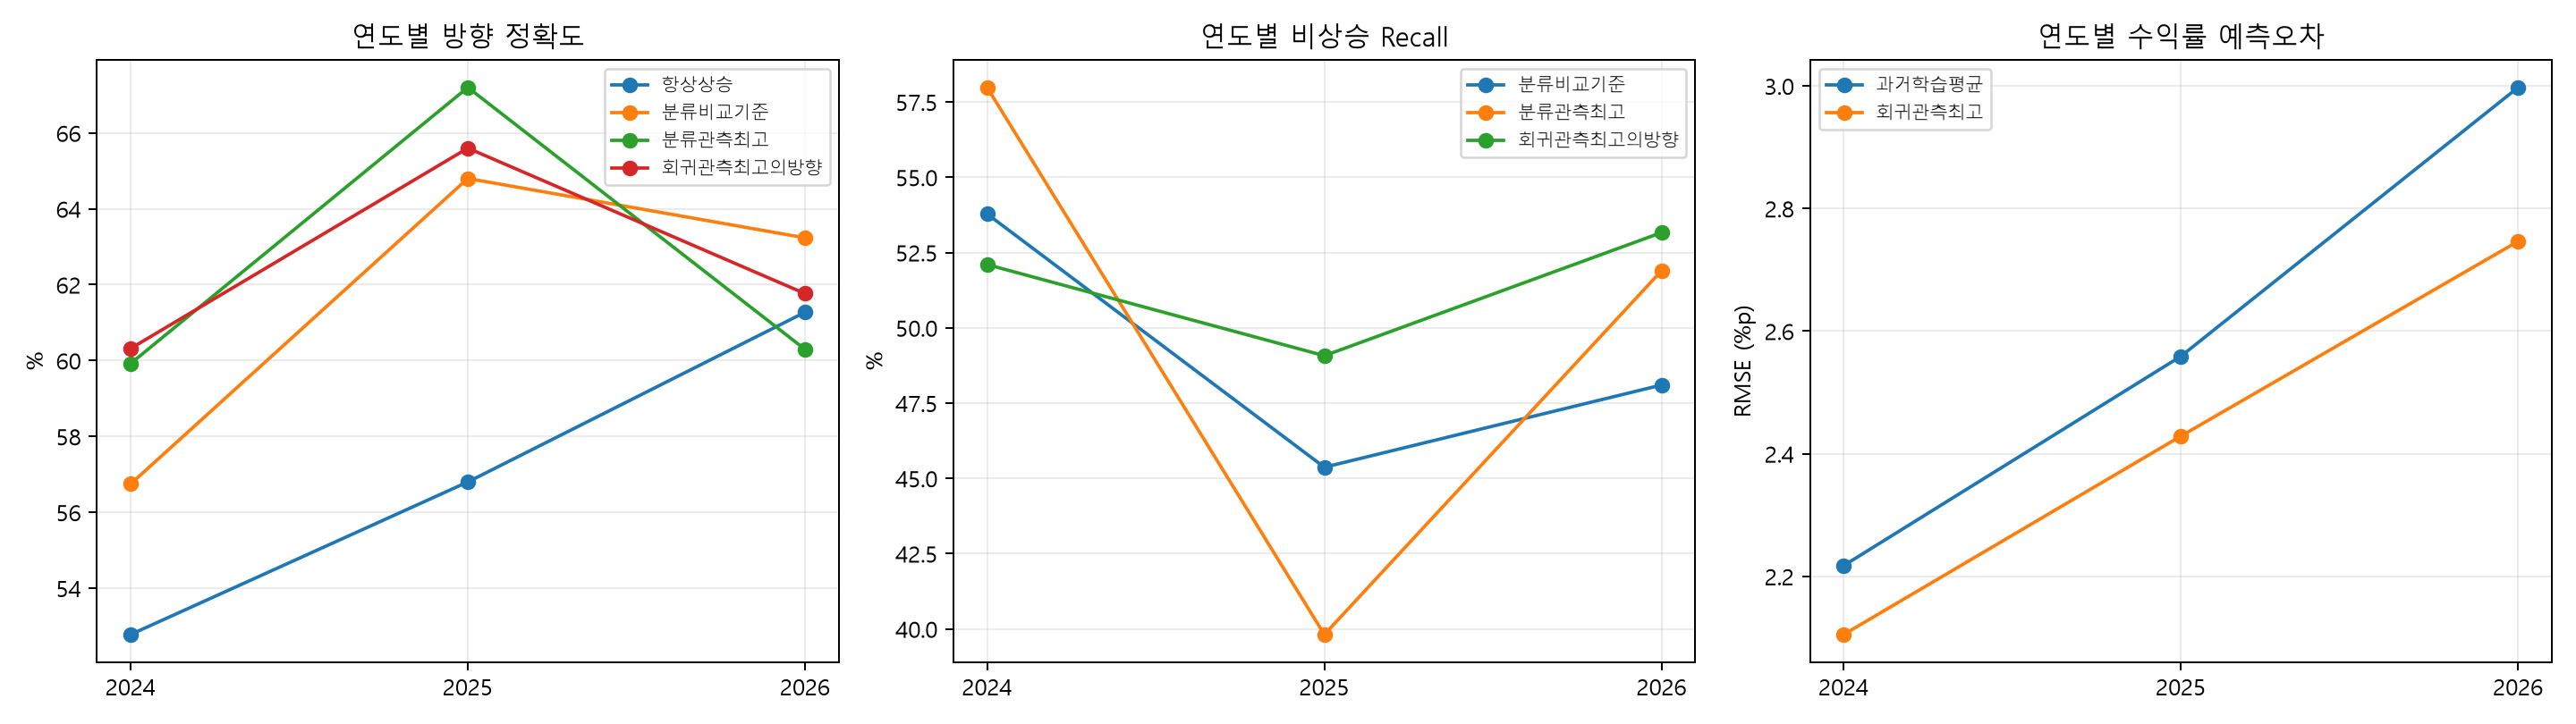 연도별 방향 정확도
항상상승
분류비교기준
분류관측최고
회귀관측최고의방향
%
66
64
62
60
58
56
54
2024
2025
2026
연도별 비상승 Recall
분류비교기준
분류관측최고
회귀관측최고의방향
%
57.5
55.0
52.5
50.0
47.5
45.0
42.5
40.0
2024
2025
2026
연도별 수익률 예측오차
과거학습평균
회귀관측최고
RMSE (%p)
3.0
2.8
2.6
2.4
2.2
2024
2025
2026